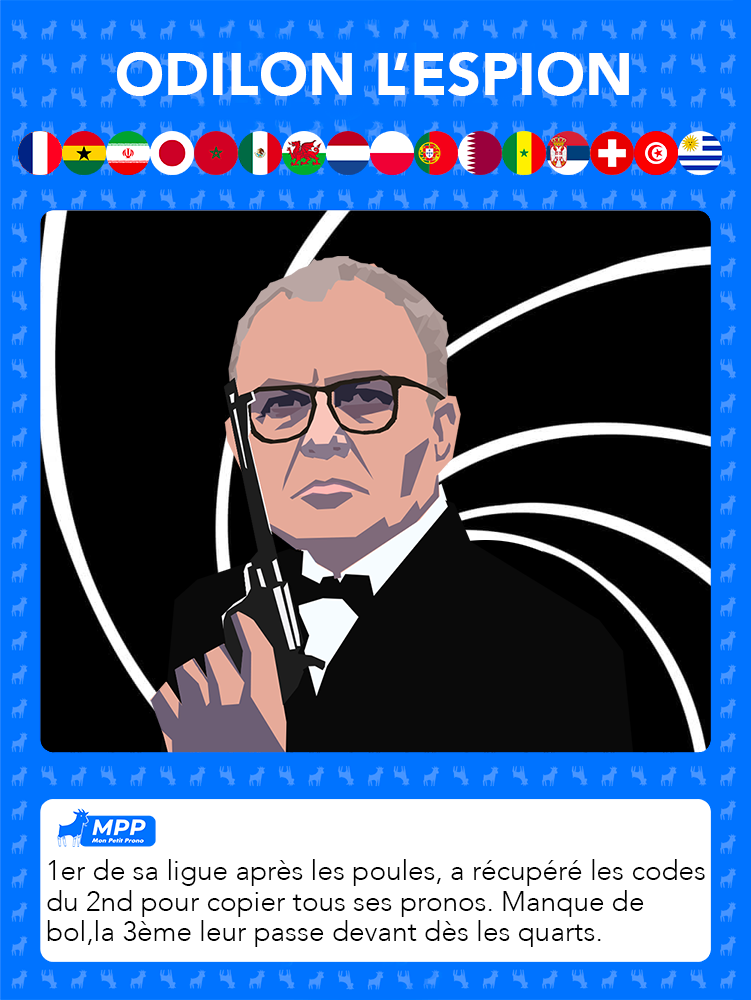 ODILON L’ESPION
MPP
Mon Petit Prono
1er de sa ligue après les poules, a récupéré les codes
du 2nd pour copier tous ses pronos. Manque de
bol,la 3ème leur passe devant dès les quarts.